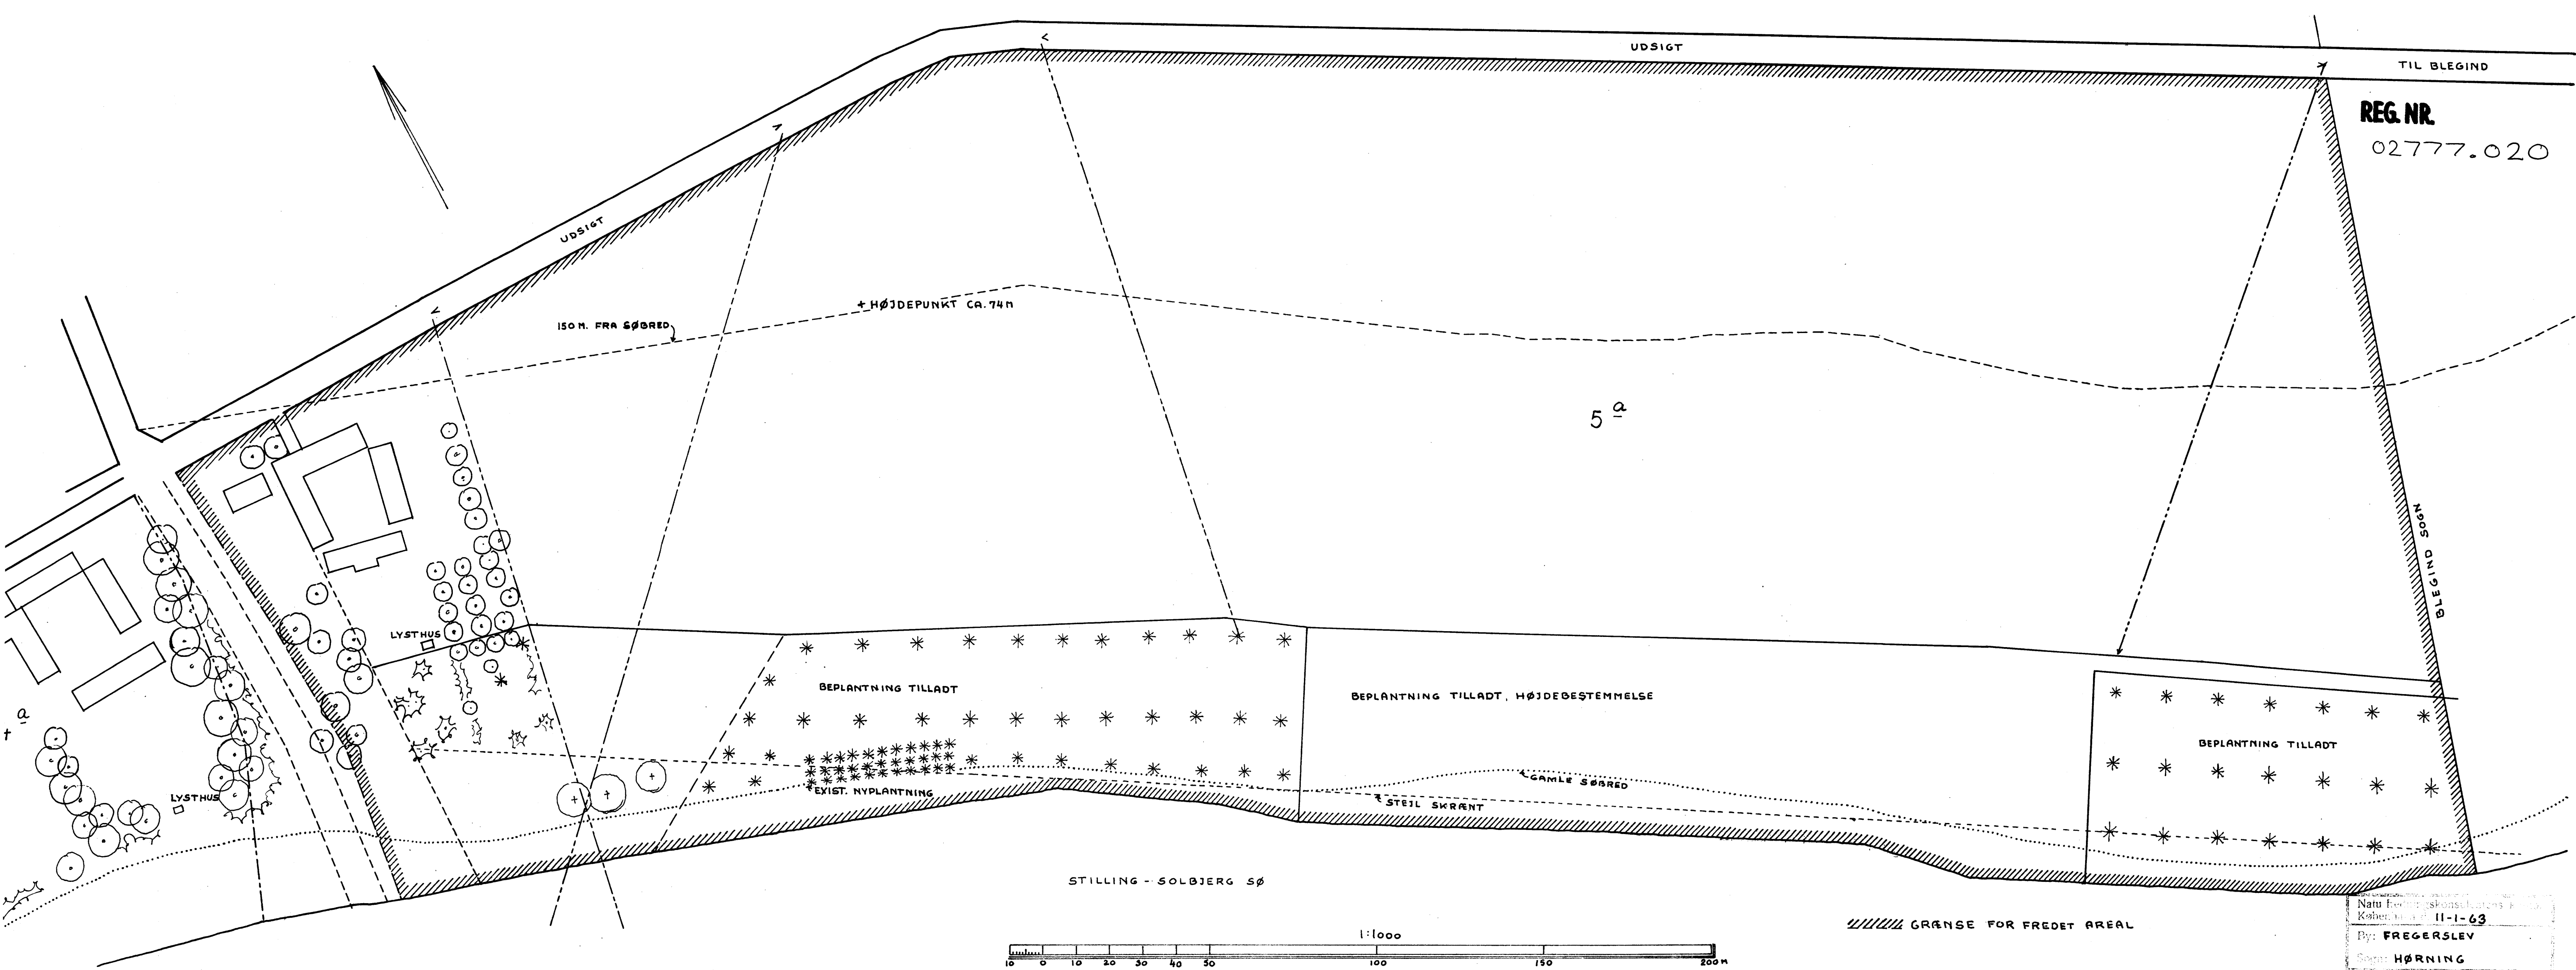 UDSIGT
TIL BLEGIND
REG. NR.
02777.020
UDSIGT
+ HØJDEPUNKT CA. 74 M
150 M. FRA SØBRED
5 a
BLEGIND SOGN
LYSTHUS
BEPLANTNING TILLADT
BEPLANTNING TILLADT, HØJDEBESTEMMELSE
BEPLANTNING TILLADT
a
LYSTHUS
EXIST. NYPLANTNING
GAMLE SØBRED
STEJL SKRÆNT
STILLING - SOLBJERG SØ
GRÆNSE FOR FREDET AREAL
1:1000
10 0 10 20 30 40 50 100 150 200 M
11-1-63
By: FREGERSLEV
Sogn: HØRNING